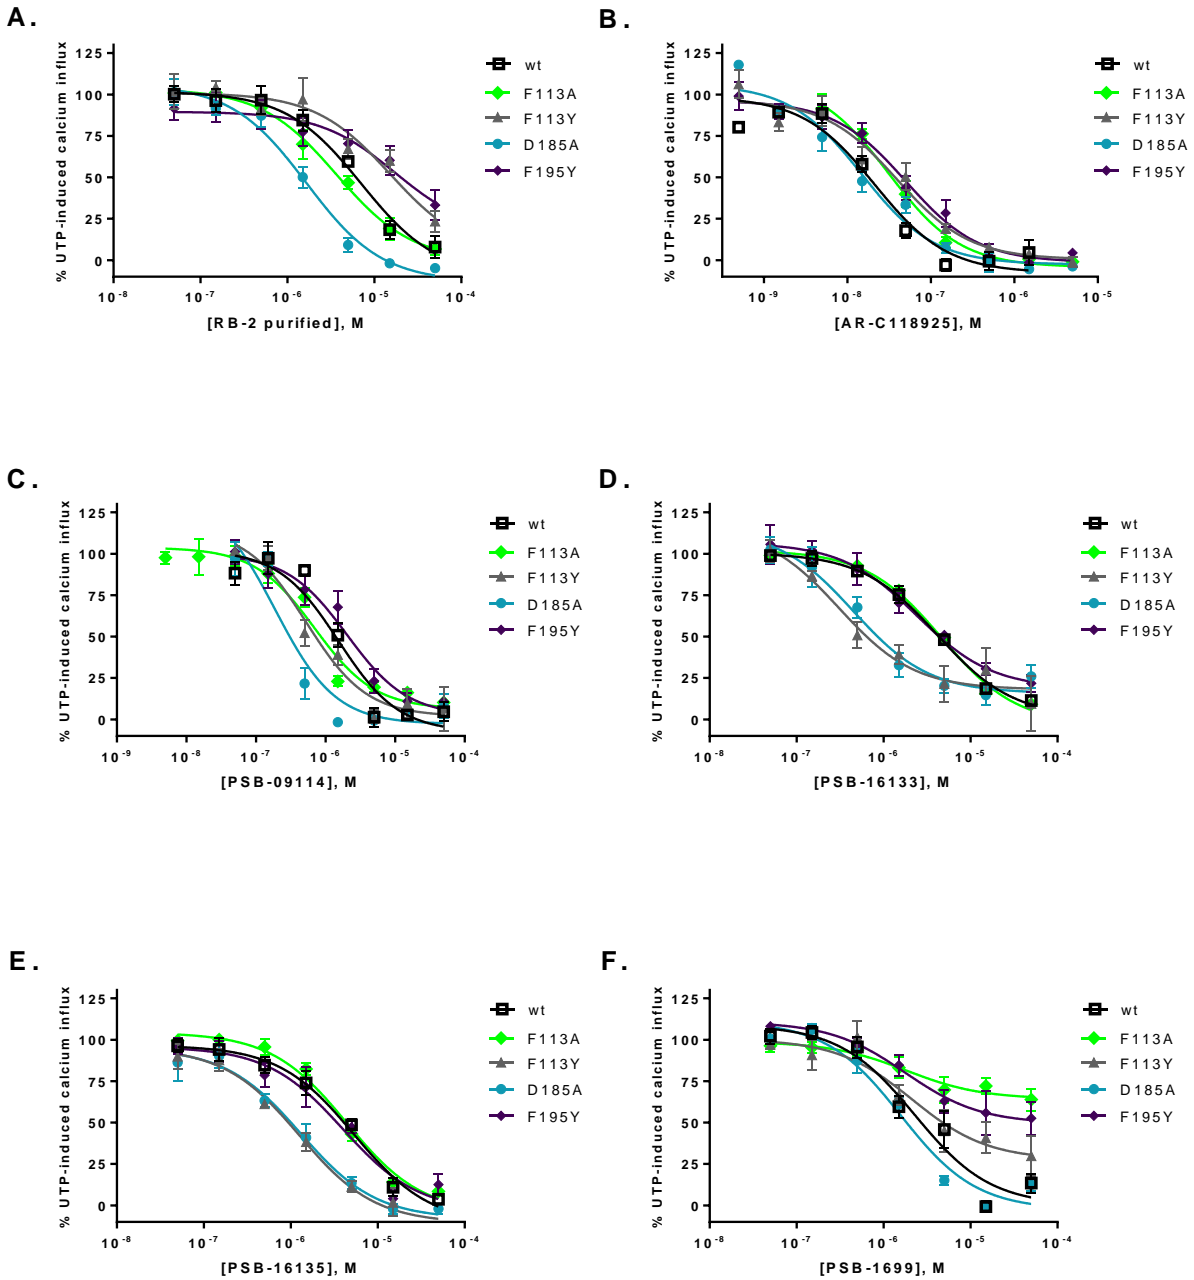 A.
% UTP-induced calcium influx
125
100
75
50
25
0
10-8
10-7
10-6
10-5
10-4
[RB-2 purified], M
wt
F113A
F113Y
D185A
F195Y
B.
% UTP-induced calcium influx
125
100
75
50
25
0
10-9
10-8
10-7
10-6
10-5
[AR-C118925], M
wt
F113A
F113Y
D185A
F195Y
C.
% UTP-induced calcium influx
125
100
75
50
25
0
10-9
10-8
10-7
10-6
10-5
10-4
[PSB-09114], M
wt
F113A
F113Y
D185A
F195Y
D.
% UTP-induced calcium influx
125
100
75
50
25
0
10-8
10-7
10-6
10-5
10-4
[PSB-16133], M
wt
F113A
F113Y
D185A
F195Y
E.
% UTP-induced calcium influx
125
100
75
50
25
0
10-8
10-7
10-6
10-5
10-4
[PSB-16135], M
wt
F113A
F113Y
D185A
F195Y
F.
% UTP-induced calcium influx
125
100
75
50
25
0
10-8
10-7
10-6
10-5
10-4
[PSB-1699], M
wt
F113A
F113Y
D185A
F195Y